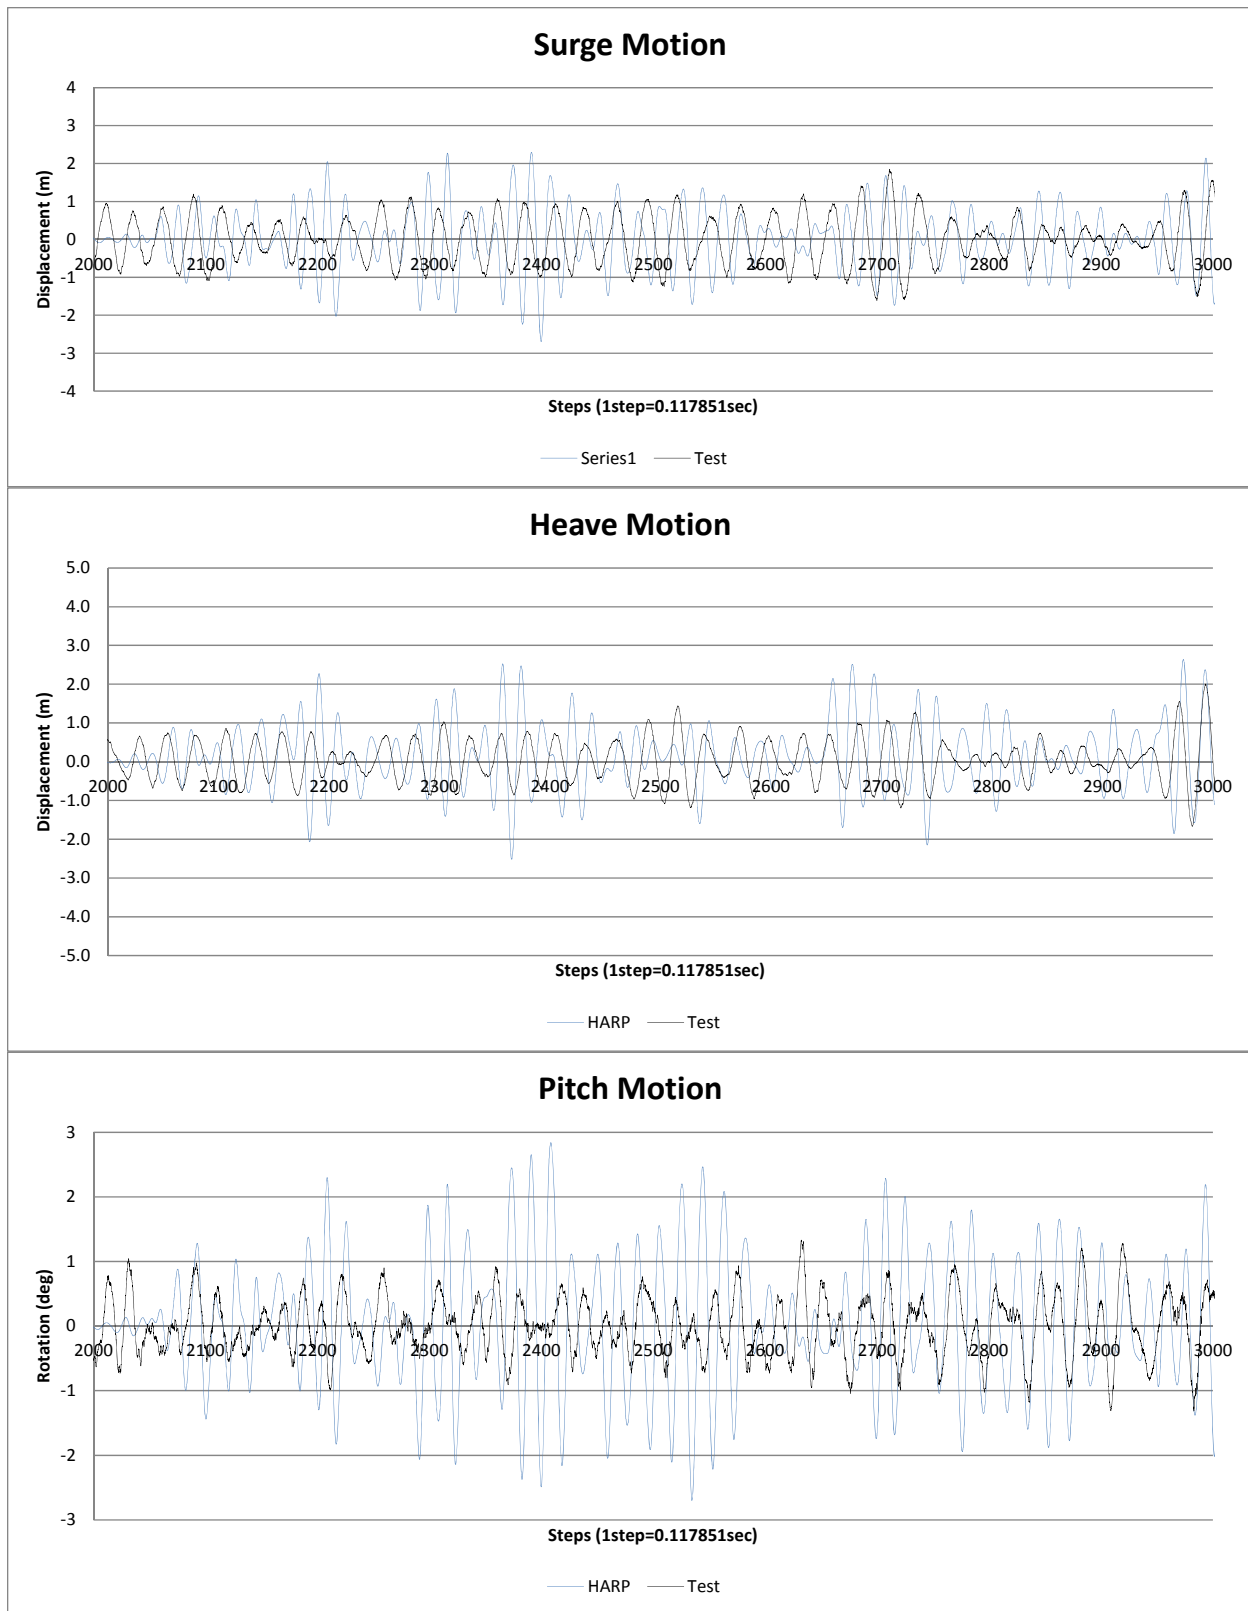 Surge Motion
4
3
2
1
0
-1
-2
-3
-4
Displacement (m)
2000 2100 2200 2300 2400 2500 2600 2700 2800 2900 3000
Steps (1step=0.117851sec)
Series1 Test
Heave Motion
5.0
4.0
3.0
2.0
1.0
0.0
-1.0
-2.0
-3.0
-4.0
-5.0
Displacement (m)
2000 2100 2200 2300 2400 2500 2600 2700 2800 2900 3000
Steps (1step=0.117851sec)
HARP Test
Pitch Motion
3
2
1
0
-1
-2
-3
Rotation (deg)
2000 2100 2200 2300 2400 2500 2600 2700 2800 2900 3000
Steps (1step=0.117851sec)
HARP Test